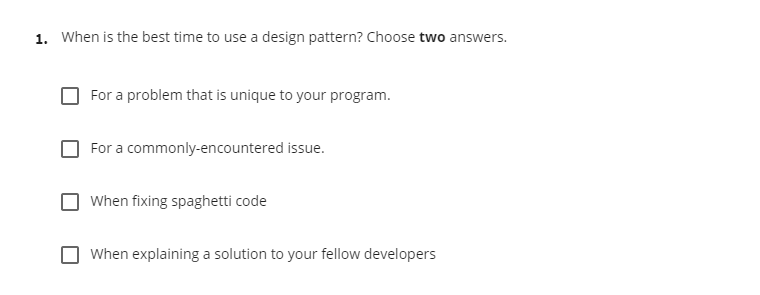 1. When is the best time to use a design pattern? Choose two answers.
For a problem that is unique to your program.
For a commonly-encountered issue.
When fixing spaghetti code
When explaining a solution to your fellow developers